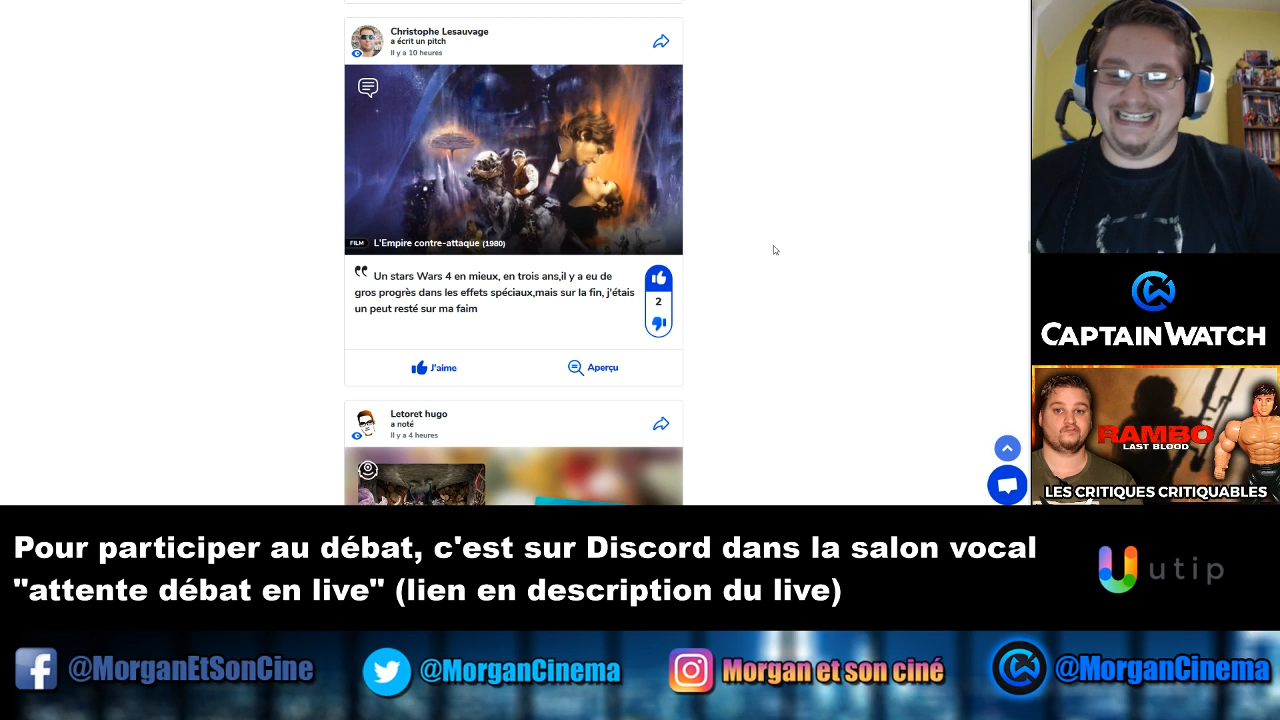 Christophe Lesauvage
a écrit un pitch
Il y a 10 heures
FILM L'Empire contre-attaque (1980)
Un stars Wars 4 en mieux, en trois ans,il y a eu de
gros progrès dans les effets spéciaux,mais sur la fin, j'étais
un peut resté sur ma faim
2
J'aime
Aperçu
Letoret hugo
a noté
Il y a 4 heures
CAPTAINWATCH
RAMBO
LAST BLOOD
LES CRITIQUES CRITIQUABLES
Pour participer au débat, c'est sur Discord dans la salon vocal
"attente débat en live" (lien en description du live)
utip
@MorganEtSonCine
@MorganCinema
Morgan et son ciné
@MorganCinema